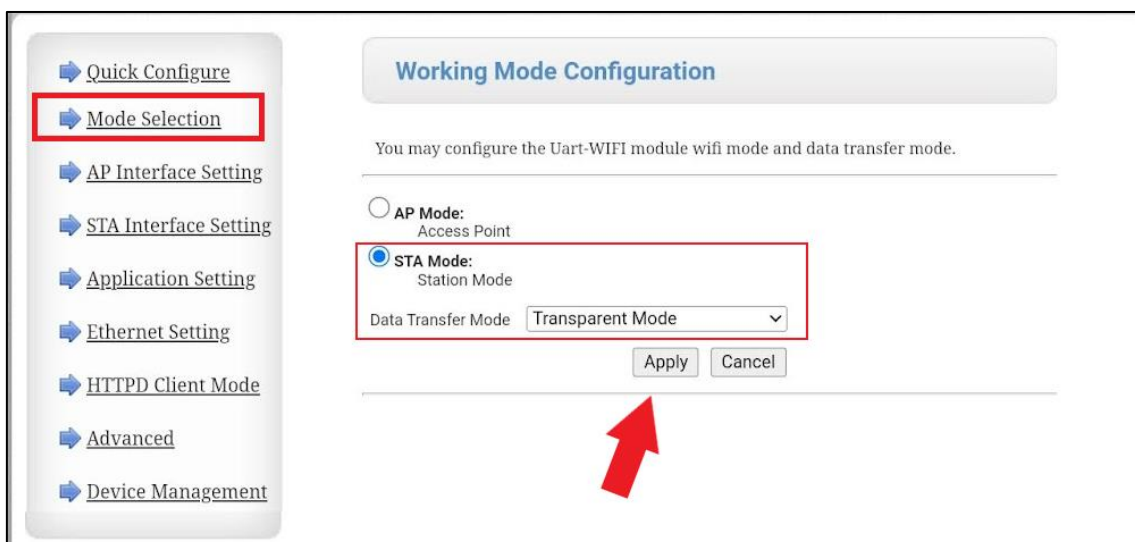 Quick Configure
Mode Selection
AP Interface Setting
STA Interface Setting
Application Setting
Ethernet Setting
HTTPD Client Mode
Advanced
Device Management
Working Mode Configuration
You may configure the Uart-WIFI module wifi mode and data transfer mode.
AP Mode:
Access Point
STA Mode:
Station Mode
Data Transfer Mode Transparent Mode
Apply Cancel